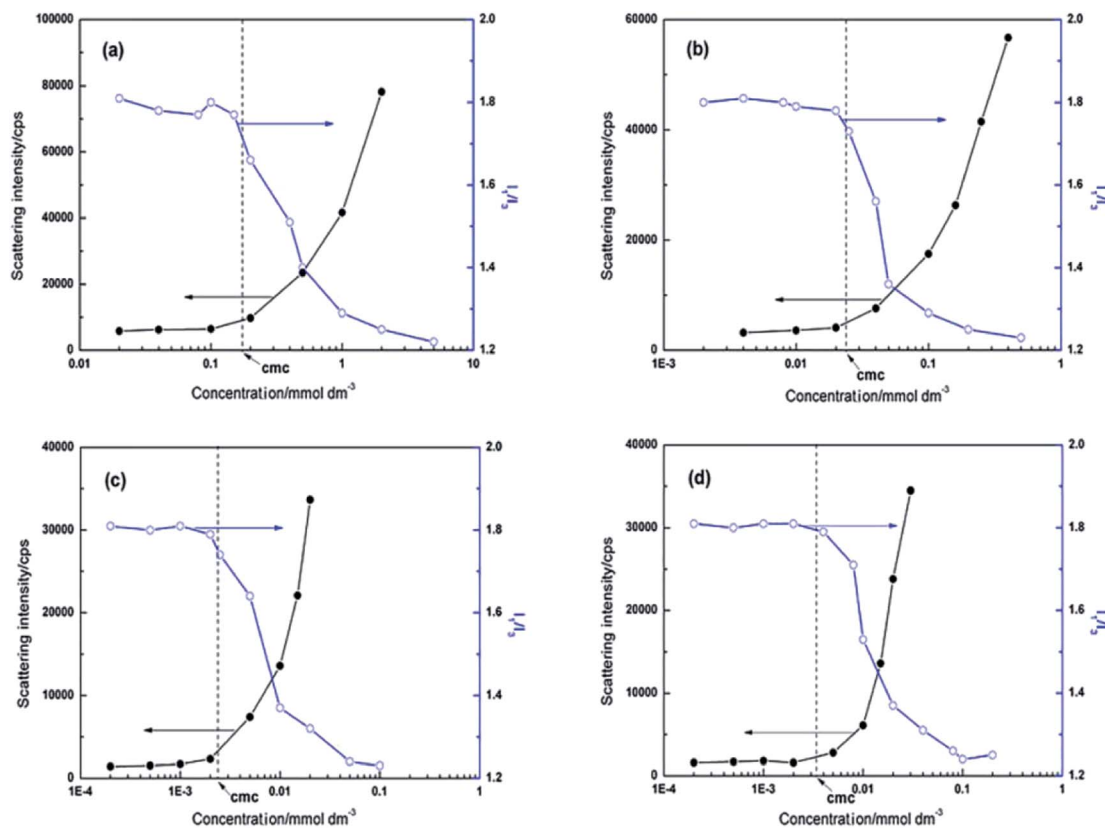 (a)
100000
80000
60000
40000
20000
0
Scattering intensity/cps
2.0
1.8
1.6
1.4
1.2
I1/I3
0.01
0.1
1
10
cmc
Concentration/mmol dm-3
(b)
60000
40000
20000
0
Scattering intensity/cps
2.0
1.8
1.6
1.4
1.2
I1/I3
1E-3
0.01
0.1
1
cmc
Concentration/mmol dm-3
(c)
40000
30000
20000
10000
0
Scattering intensity/cps
2.0
1.8
1.6
1.4
1.2
I1/I3
1E-4
1E-3
0.01
0.1
1
cmc
Concentration/mmol dm-3
(d)
40000
30000
20000
10000
0
Scattering intensity/cps
2.0
1.8
1.6
1.4
1.2
I1/I3
1E-4
1E-3
0.01
0.1
1
cmc
Concentration/mmol dm-3